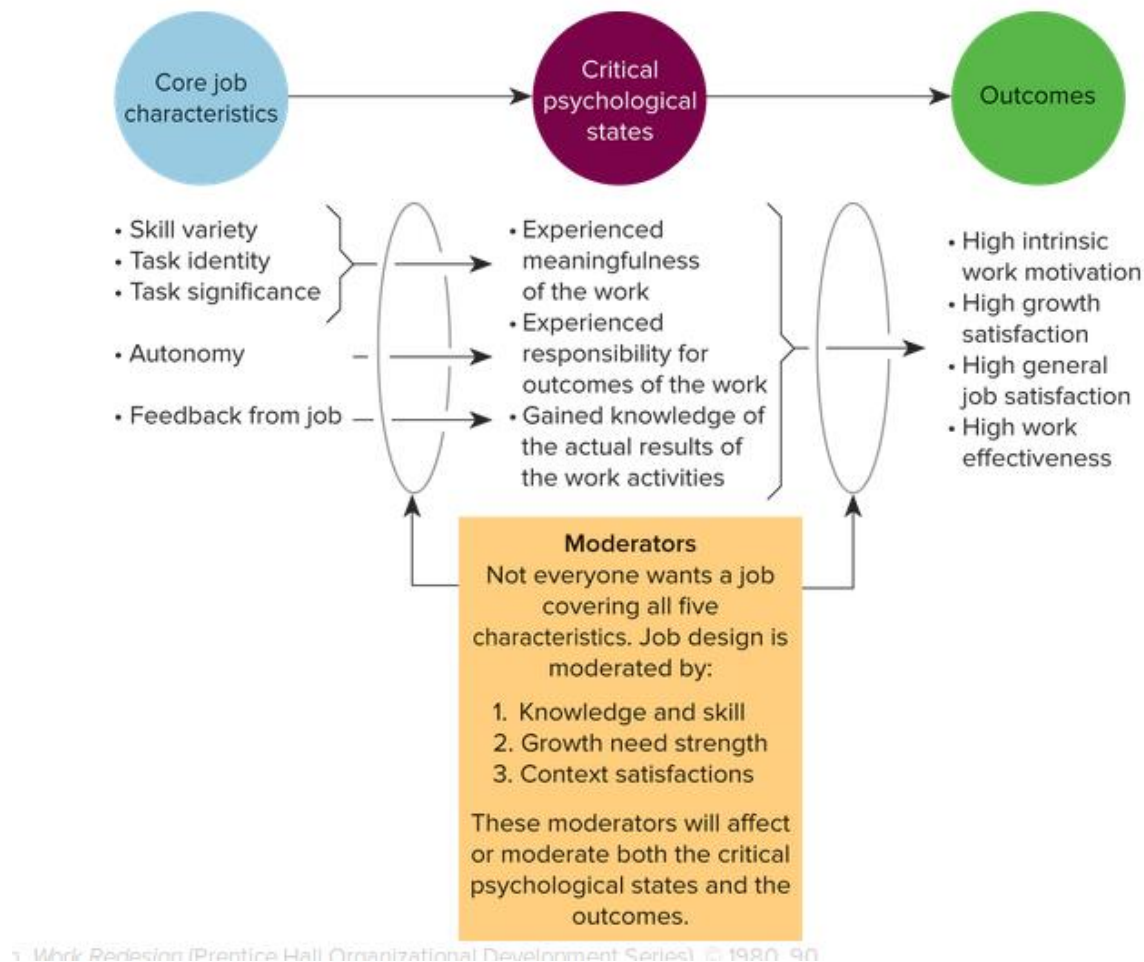 Core job
characteristics
Critical
psychological
states
Outcomes
• Skill variety
• Task identity
• Task significance
• Autonomy
• Feedback from job
• Experienced
meaningfulness
of the work
• Experienced
responsibility for
outcomes of the work
• Gained knowledge of
the actual results of
the work activities
• High intrinsic
work motivation
• High growth
satisfaction
• High general
job satisfaction
• High work
effectiveness
Moderators
Not everyone wants a job
covering all five
characteristics. Job design is
moderated by:
1. Knowledge and skill
2. Growth need strength
3. Context satisfactions
These moderators will affect
or moderate both the critical
psychological states and the
outcomes.
Work Redesign (Prentice Hall Organizational Development Series), © 1980, 90